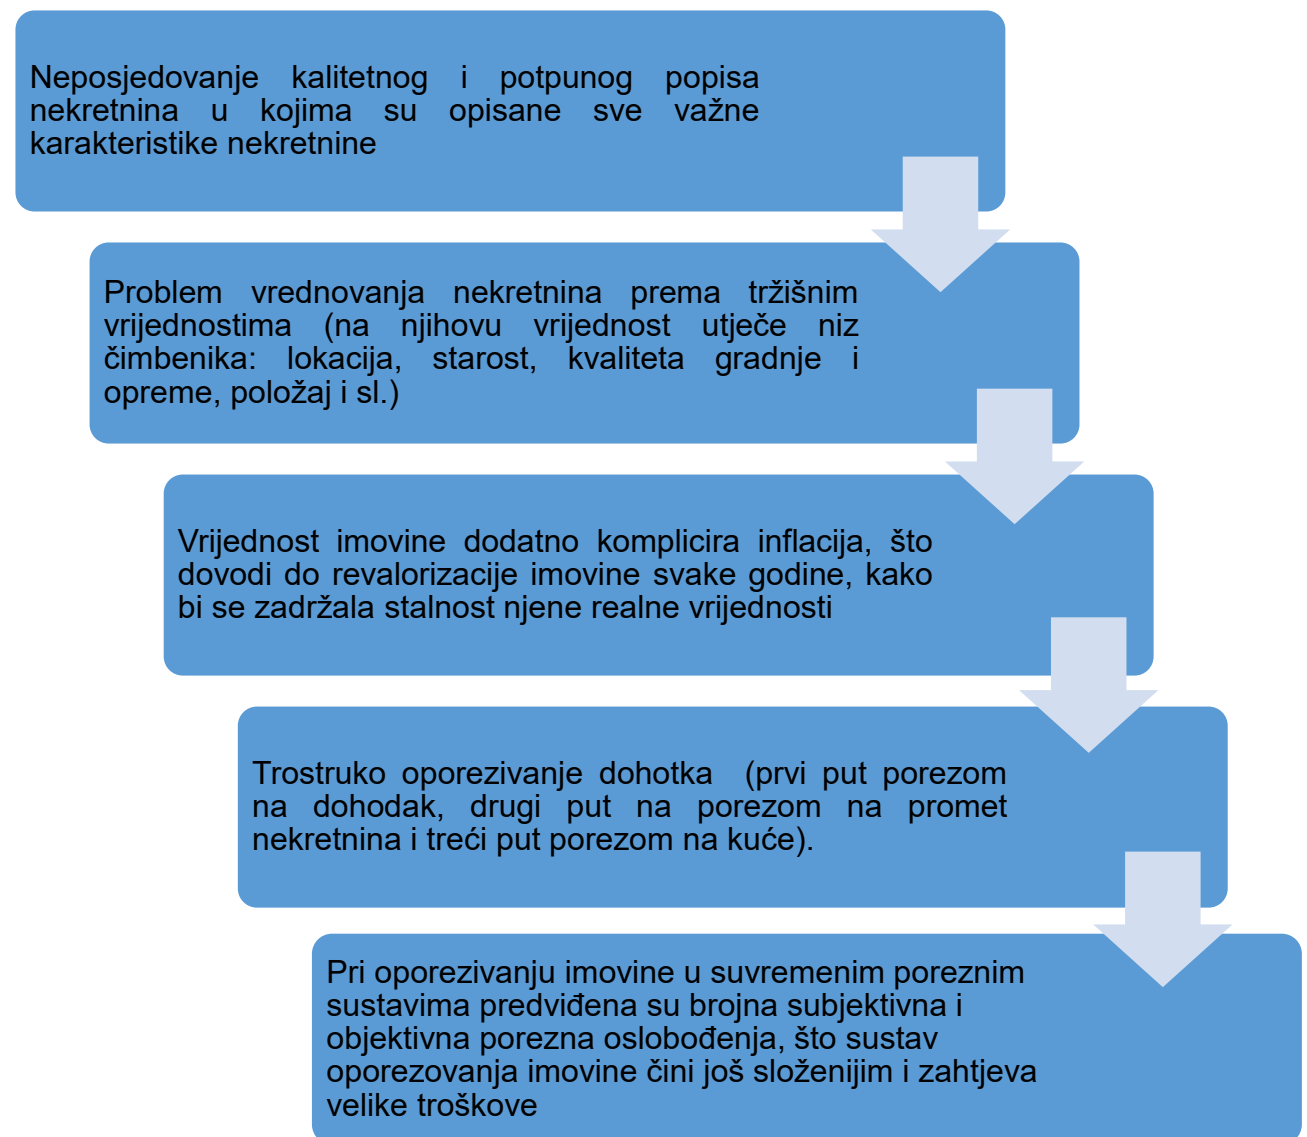 Neposjedovanje kalitetnog i potpunog popisa
nekretnina u kojima su opisane sve važne
karakteristike nekretnine
Problem vrednovanja nekretnina prema tržišnim
vrijednostima (na njihovu vrijednost utječe niz
čimbenika: lokacija, starost, kvaliteta gradnje i
opreme, položaj i sl.)
Vrijednost imovine dodatno komplicira inflacija, što
dovodi do revalorizacije imovine svake godine, kako
bi se zadržala stalnost njene realne vrijednosti
Trostruko oporezivanje dohotka (prvi put porezom
na dohodak, drugi put na porezom na promet
nekretnina i treći put porezom na kuće).
Pri oporezivanju imovine u suvremenim poreznim
sustavima predviđena su brojna subjektivna i
objektivna porezna oslobođenja, što sustav
oporezovanja imovine čini još složenijim i zahtjeva
velike troškove